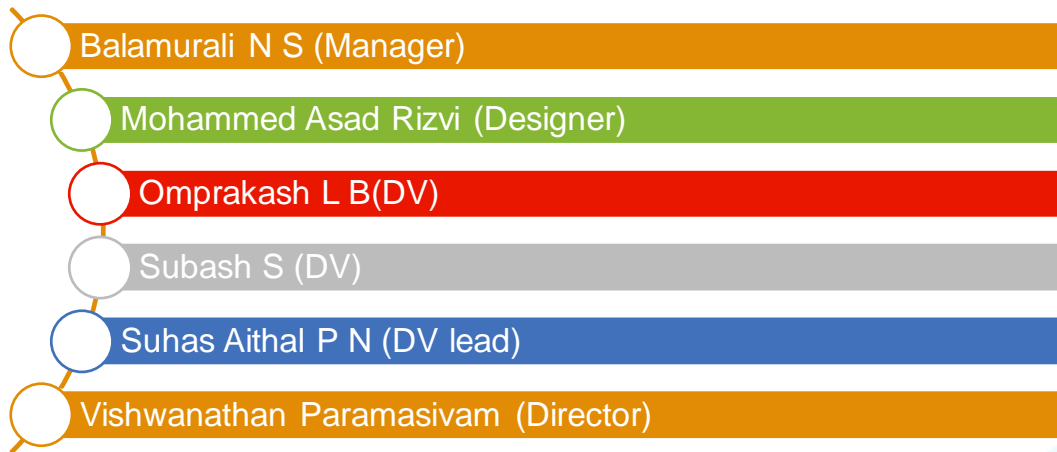 Balamurali N S (Manager)
Mohammed Asad Rizvi (Designer)
Omprakash L B(DV)
Subash S (DV)
Suhas Aithal P N (DV lead)
Vishwanathan Paramasivam (Director)